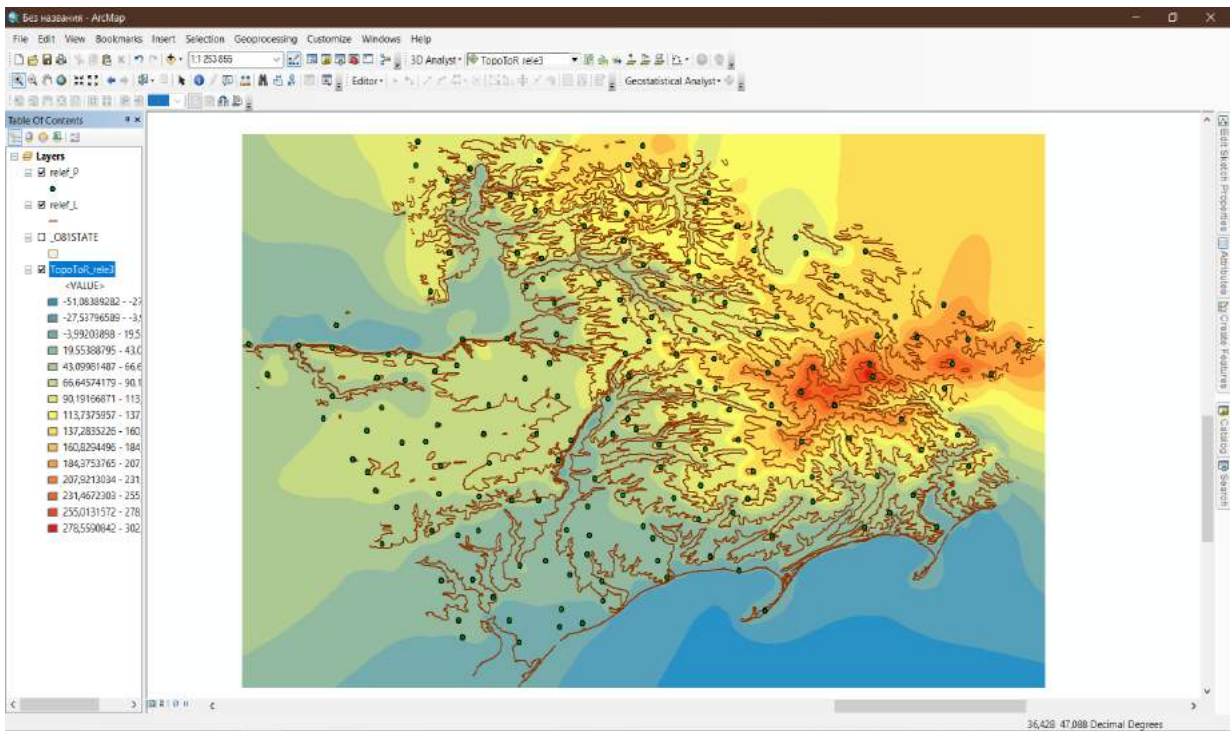 Без названия - ArcMap
File Edit View Bookmarks Insert Selection Geoprocessing Customize Windows Help
1:1 253 855 3D Analyst TopoToR_rele3
Editor Geostatistical Analyst
Table Of Contents
Layers
relef_P
relef_L
_OB1STATE
TopoToR_rele3
<VALUE>
-51,08389282 - -27
-27,53796589 - -3,9
-3,99203898 - 19,5
19,55388795 - 43,0
43,09981487 - 66,6
66,64574179 - 90,1
90,19166871 - 113,
113,7375957 - 137
137,2835226 - 160
160,8294496 - 184
184,3753765 - 207
207,9213034 - 231
231,4672303 - 255
255,0131572 - 278
278,5590842 - 302
Edit Sketch Properties
Attributes
Create Features
Catalog
Search
36,428 47,088 Decimal Degrees